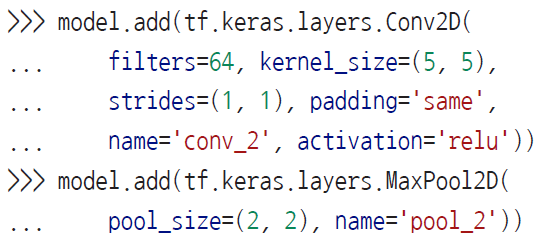 >>> model.add(tf.keras.layers.Conv2D(
...     filters=64, kernel_size=(5, 5),
...     strides=(1, 1), padding='same',
...     name='conv_2', activation='relu'))
>>> model.add(tf.keras.layers.MaxPool2D(
...     pool_size=(2, 2), name='pool_2'))